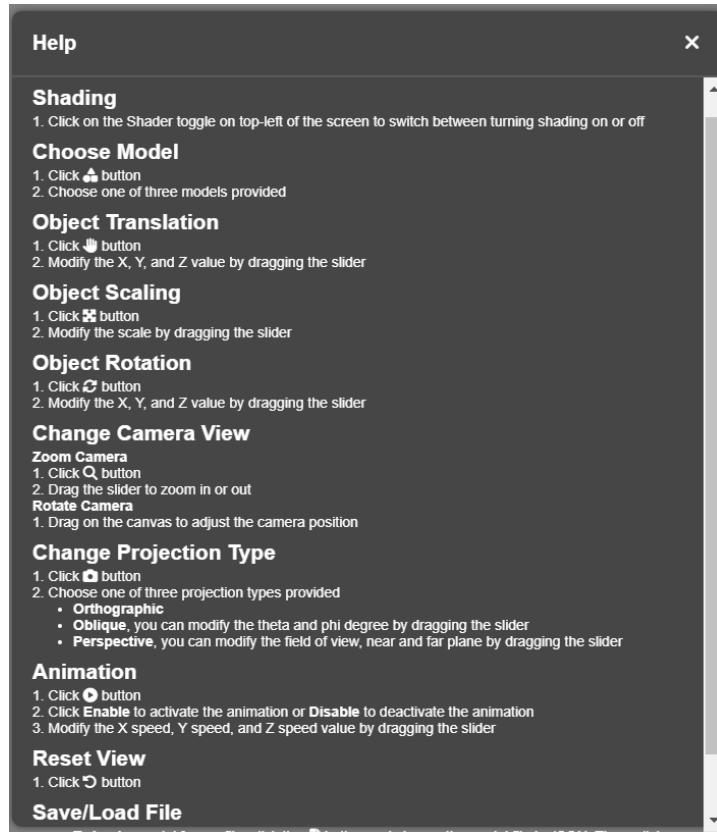 Help
Shading
1. Click on the Shader toggle on top-left of the screen to switch between turning shading on or off
Choose Model
1. Click button
2. Choose one of three models provided
Object Translation
1. Click button
2. Modify the X, Y, and Z value by dragging the slider
Object Scaling
1. Click button
2. Modify the scale by dragging the slider
Object Rotation
1. Click button
2. Modify the X, Y, and Z value by dragging the slider
Change Camera View
Zoom Camera
1. Click button
2. Drag the slider to zoom in or out
Rotate Camera
1. Drag on the canvas to adjust the camera position
Change Projection Type
1. Click button
2. Choose one of three projection types provided
• Orthographic
• Oblique, you can modify the theta and phi degree by dragging the slider
• Perspective, you can modify the field of view, near and far plane by dragging the slider
Animation
1. Click button
2. Click Enable to activate the animation or Disable to deactivate the animation
3. Modify the X speed, Y speed, and Z speed value by dragging the slider
Reset View
1. Click button
Save/Load File